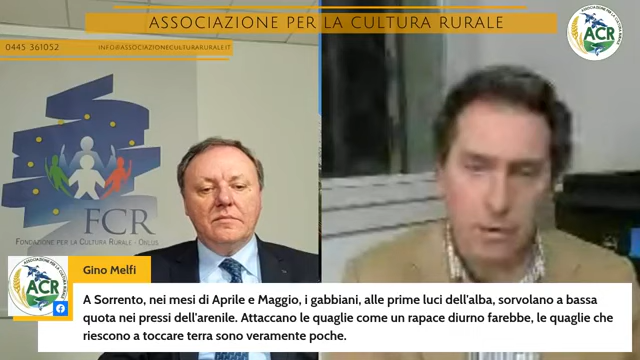 ASSOCIAZIONE PER LA CULTURA RURALE
0445 361052
INFO@ASSOCIAZIONECULTURARURALE.IT
ACR
FCR
FONDAZIONE PER LA CULTURA RURALE - ONLUS
Gino Melfi
ACR
A Sorrento, nei mesi di Aprile e Maggio, i gabbiani, alle prime luci dell'alba, sorvolano a bassa
quota nei pressi dell'arenile. Attaccano le quaglie come un rapace diurno farebbe, le quaglie che
riescono a toccare terra sono veramente poche.